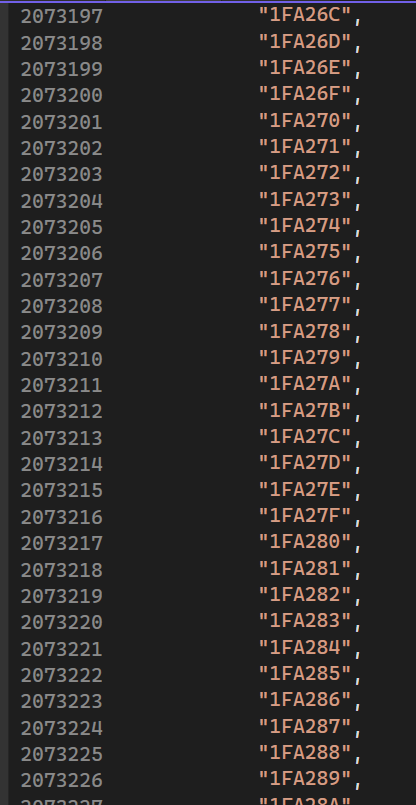 2073197 "1FA26C",
2073198 "1FA26D",
2073199 "1FA26E",
2073200 "1FA26F",
2073201 "1FA270",
2073202 "1FA271",
2073203 "1FA272",
2073204 "1FA273",
2073205 "1FA274",
2073206 "1FA275",
2073207 "1FA276",
2073208 "1FA277",
2073209 "1FA278",
2073210 "1FA279",
2073211 "1FA27A",
2073212 "1FA27B",
2073213 "1FA27C",
2073214 "1FA27D",
2073215 "1FA27E",
2073216 "1FA27F",
2073217 "1FA280",
2073218 "1FA281",
2073219 "1FA282",
2073220 "1FA283",
2073221 "1FA284",
2073222 "1FA285",
2073223 "1FA286",
2073224 "1FA287",
2073225 "1FA288",
2073226 "1FA289",
2073227 "1FA28A",